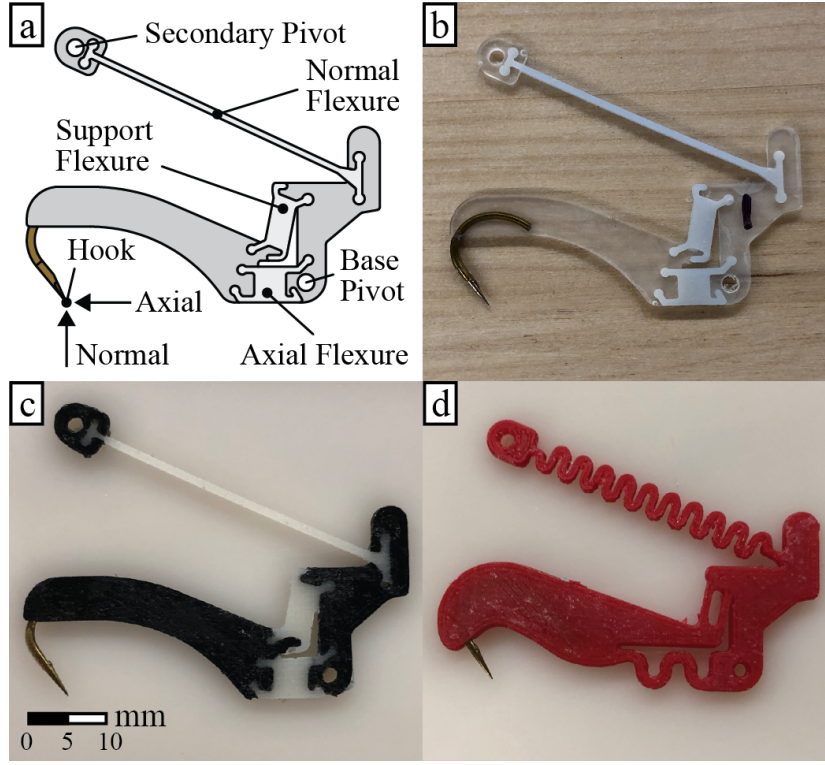 a
Secondary Pivot
Normal
Flexure
Support
Flexure
Hook
Axial
Normal
Base
Pivot
Axial Flexure
b
c
mm
0 5 10
d